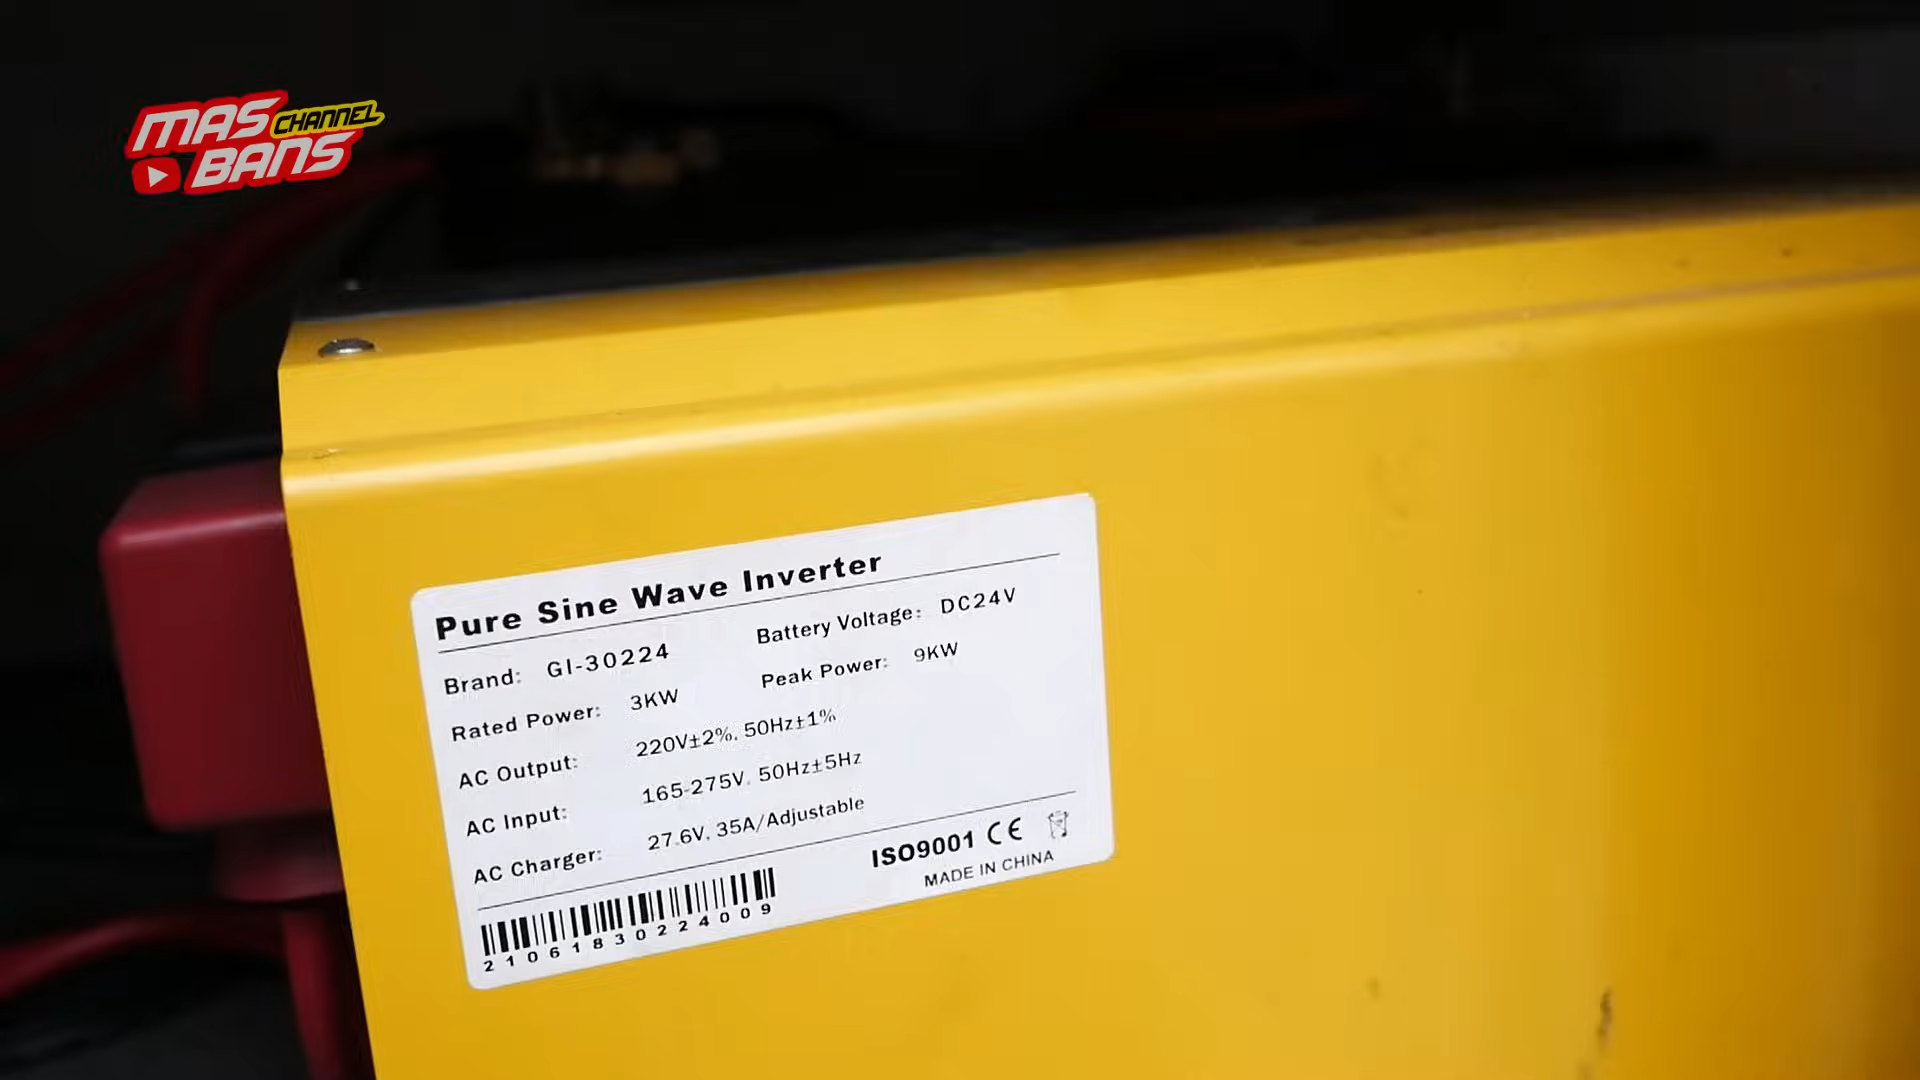 MAS CHANNEL
BANS
Pure Sine Wave Inverter
Brand: GI-30224 Battery Voltage: DC24V
Rated Power: 3KW Peak Power: 9KW
AC Output: 220V±2%, 50Hz±1%
AC Input: 165-275V, 50Hz±5Hz
AC Charger: 27.6V, 35A/Adjustable
ISO9001 CE
MADE IN CHINA
21061830224009